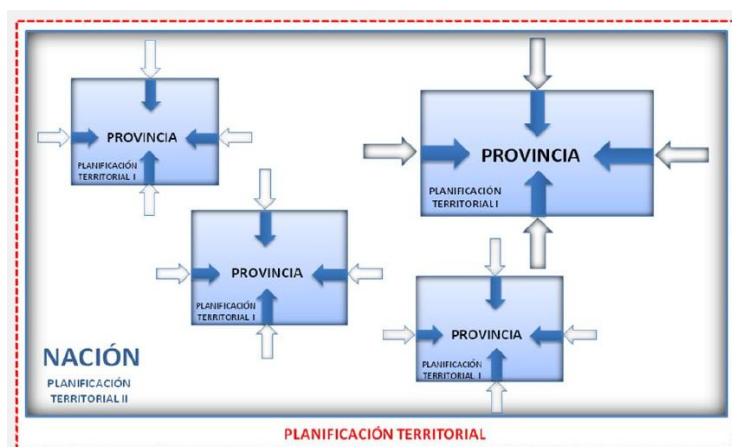 PROVINCIA
PLANIFICACIÓN
TERRITORIAL I
PROVINCIA
PLANIFICACIÓN
TERRITORIAL I
PROVINCIA
PLANIFICACIÓN
TERRITORIAL I
PROVINCIA
PLANIFICACIÓN
TERRITORIAL I
NACIÓN
PLANIFICACIÓN
TERRITORIAL II
PLANIFICACIÓN TERRITORIAL